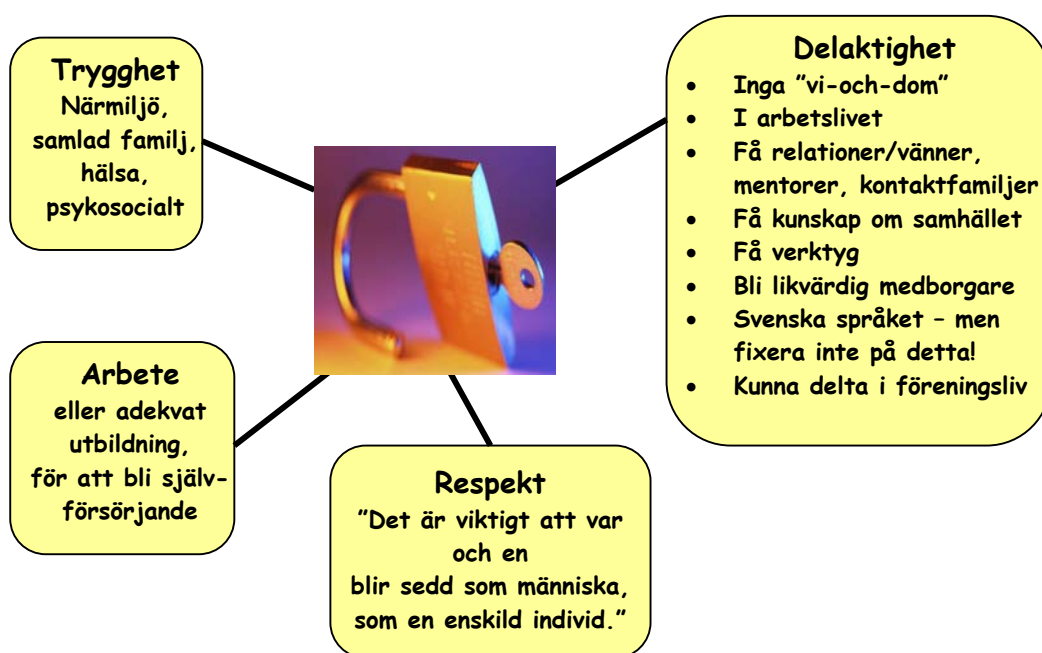 Trygghet
Närmiljö,
samlad familj,
hälsa,
psykosocialt
Delaktighet
• Inga ”vi-och-dom”
• I arbetslivet
• Få relationer/vänner,
mentorer, kontaktfamiljer
• Få kunskap om samhället
• Få verktyg
• Bli likvärdig medborgare
• Svenska språket – men
fixera inte på detta!
• Kunna delta i föreningsliv
Arbete
eller adekvat
utbildning,
för att bli själv-
försörjande
Respekt
”Det är viktigt att var
och en
blir sedd som människa,
som en enskild individ.”